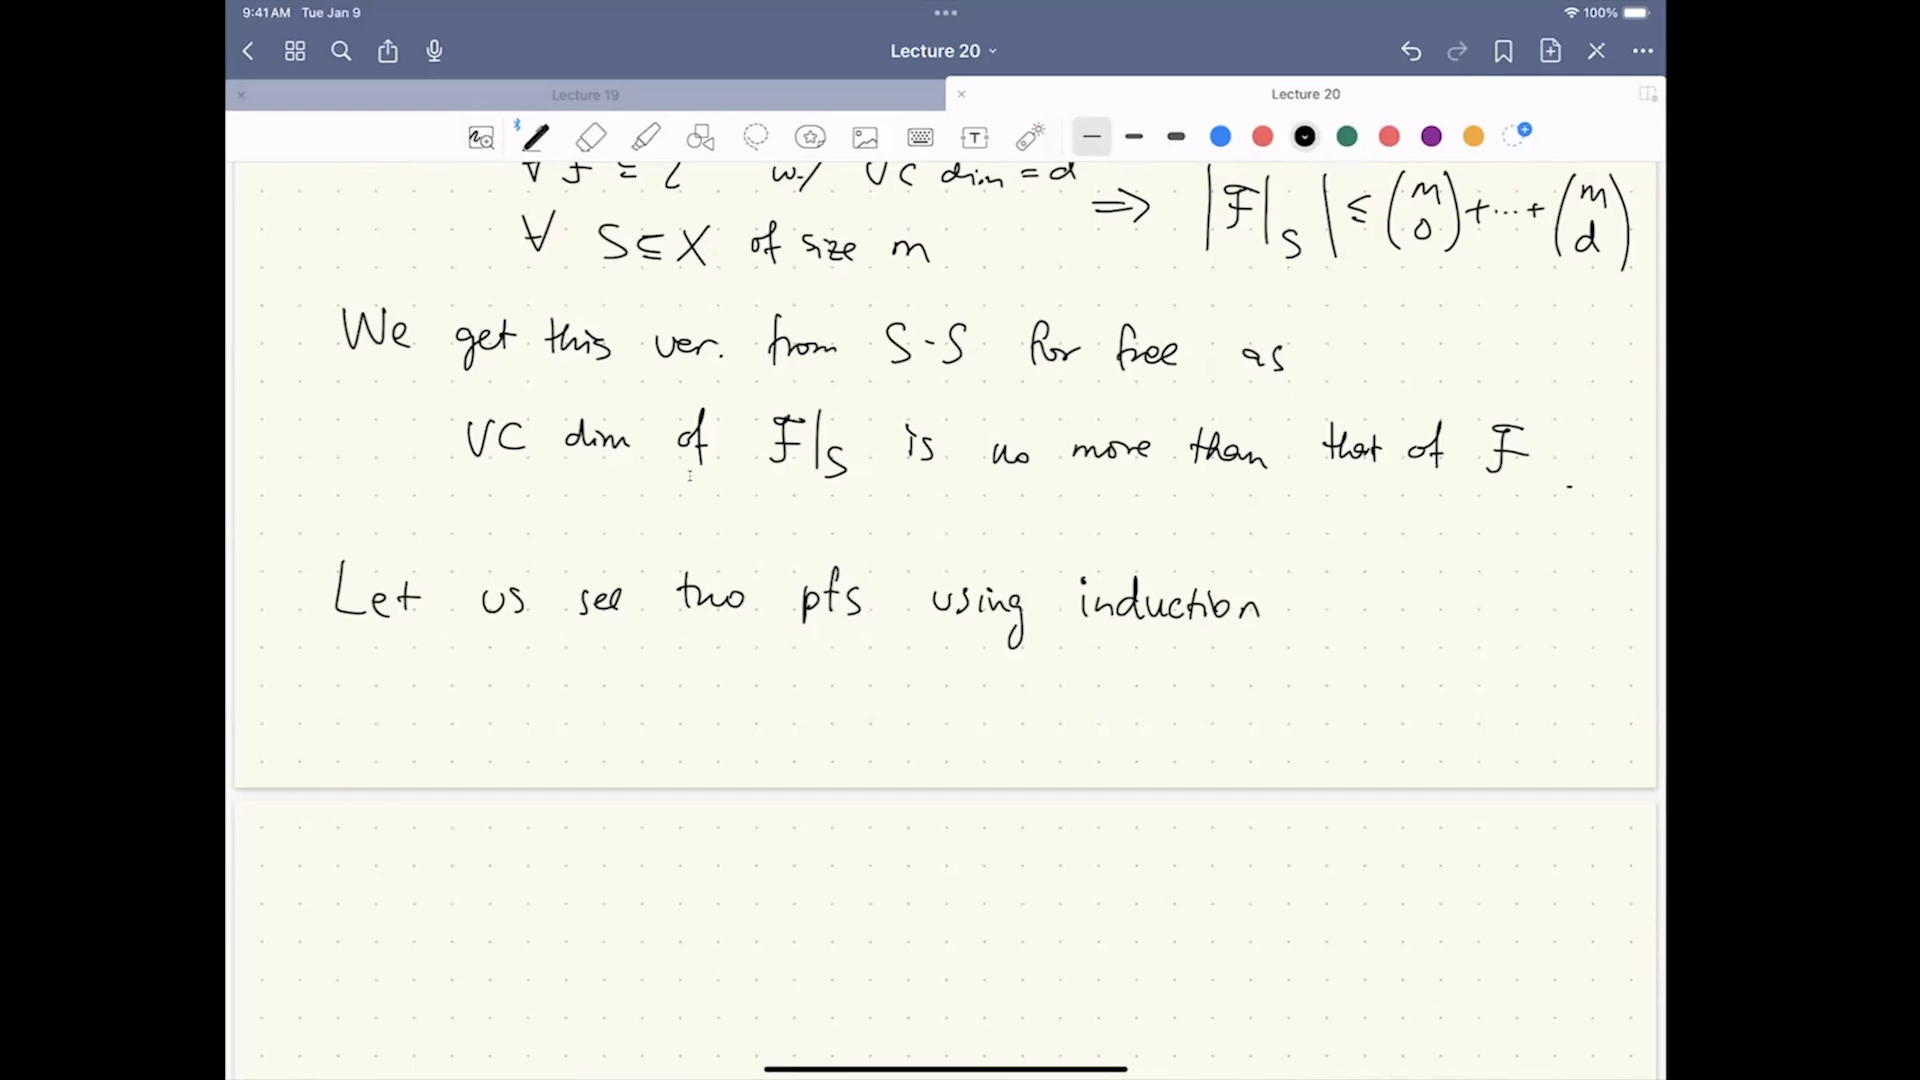 9:41 AM Tue Jan 9
100%
Lecture 20
Lecture 19
Lecture 20
T
w/ VC dim = d
∀ S ⊆ X of size m
⟹ |ℱ|_S| ≤ (m 0) + ... + (m d)
We get this ver. from S-S for free as
VC dim of ℱ|_S is no more than that of ℱ.
Let us see two pfs using induction